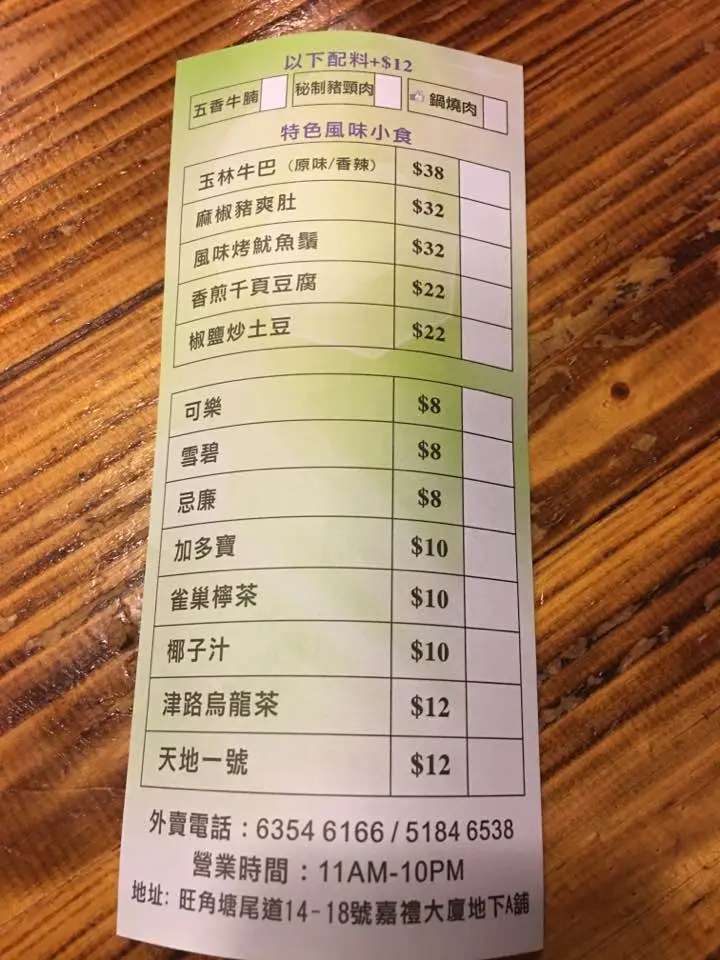 以下配料+$12
五香牛腩 秘制豬頸肉 鍋燒肉
特色風味小食
玉林牛巴（原味/香辣） $38
麻椒豬爽肚 $32
風味烤魷魚鬚 $32
香煎千頁豆腐 $22
椒鹽炒土豆 $22
可樂 $8
雪碧 $8
忌廉 $8
加多寶 $10
雀巢檸茶 $10
椰子汁 $10
津路烏龍茶 $12
天地一號 $12
外賣電話：6354 6166 / 5184 6538
營業時間：11AM-10PM
地址: 旺角塘尾道14-18號嘉禮大廈地下A舖